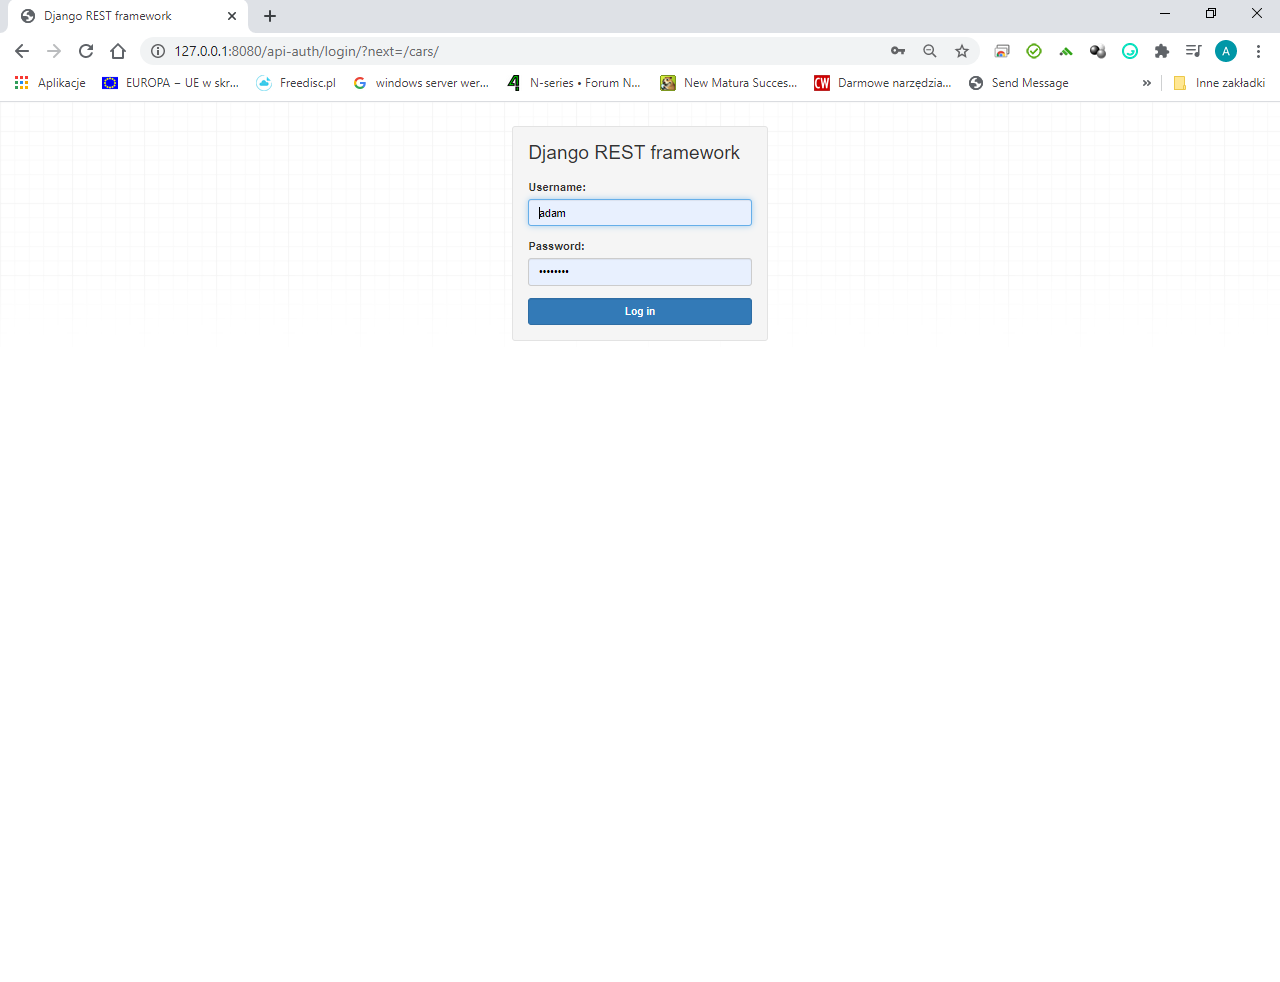 Django REST framework
127.0.0.1:8080/api-auth/login/?next=/cars/
A
Aplikacje EUROPA – UE w skr... Freedisc.pl windows server wer... N-series • Forum N... New Matura Succes... CW Darmowe narzędzia... Send Message » Inne zakładki
Django REST framework
Username:
adam
Password:
••••••••
Log in